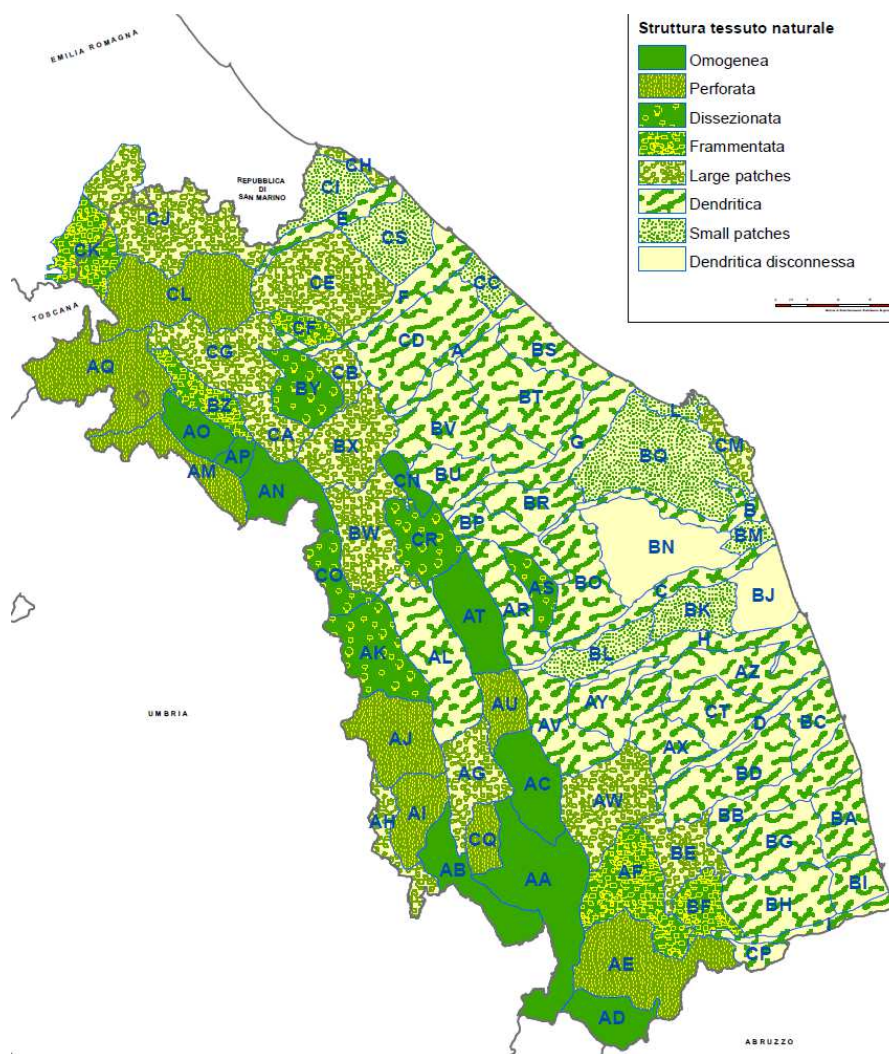 Struttura tessuto naturale
Omogenea
Perforata
Dissezionata
Frammentata
Large patches
Dendritica
Small patches
Dendritica disconnessa
EMILIA ROMAGNA
REPUBBLICA
DI
SAN MARINO
TOSCANA
UMBRIA
ABRUZZO
CH
CI
CJ
E
CS
CK
CE
CC
CL
F
CF
CD
A
BS
CG
AQ
BY
CB
BT
BZ
L
AO
CA
BV
G
BX
CM
AP
BQ
AM
BU
CN
AN
BR
BP
B
BW
BM
CR
BN
CO
AS
BO
AR
C
BJ
AT
BK
H
AK
AL
BL
AZ
AU
AY
CT
AV
D
BC
AJ
AX
AG
AC
BD
AW
AI
AH
BB
BA
CQ
BE
BG
AB
AF
AA
BI
BF
BH
I
AE
CP
AD